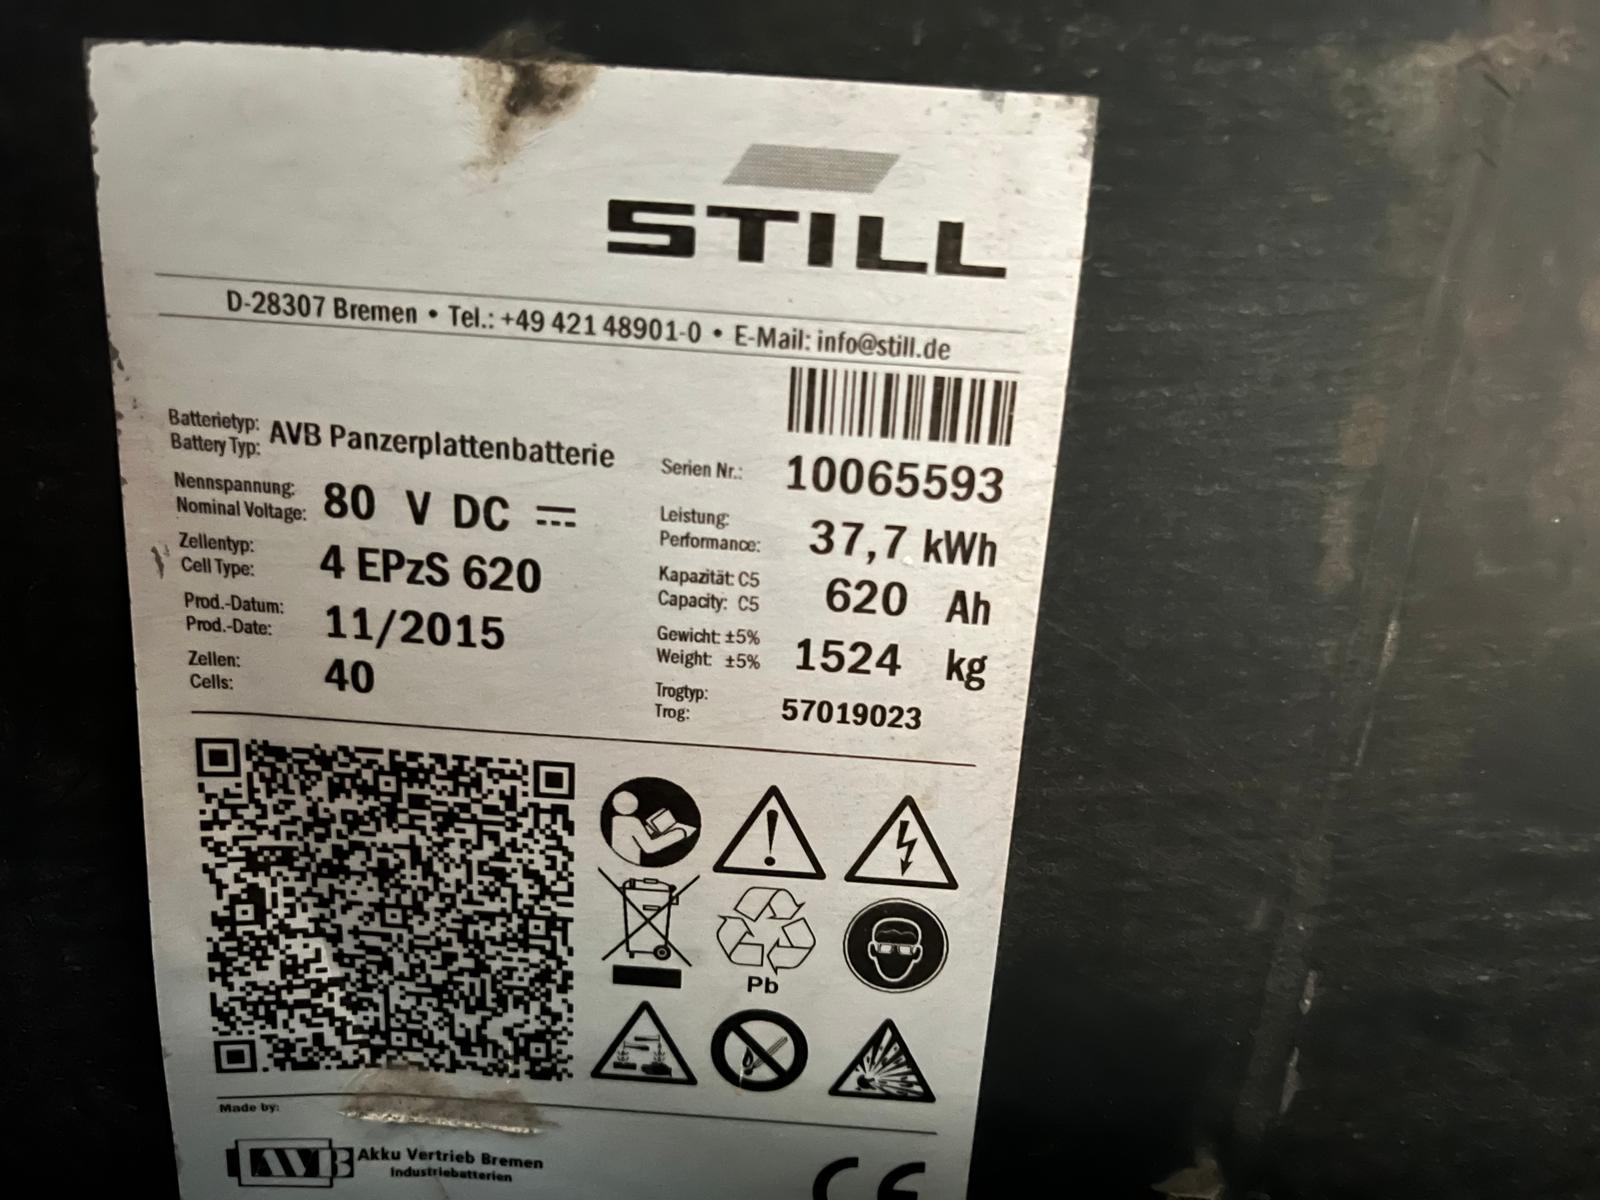 STILL
D-28307 Bremen • Tel.: +49 421 48901-0 • E-Mail: info@still.de
Batterietyp:
Battery Typ:
AVB Panzerplattenbatterie
Serien Nr.:
10065593
Nennspannung:
Nominal Voltage:
80 V DC
Leistung:
Performance:
37,7 kWh
Zellentyp:
Cell Type:
4 EPzS 620
Kapazität: C5
Capacity: C5
620 Ah
Prod.-Datum:
Prod.-Date:
11/2015
Gewicht: ±5%
Weight: ±5%
1524 kg
Zellen:
Cells:
40
Trogtyp:
Trog:
57019023
Pb
Made by:
AVB
Akku Vertrieb Bremen
Industriebatterien
CE